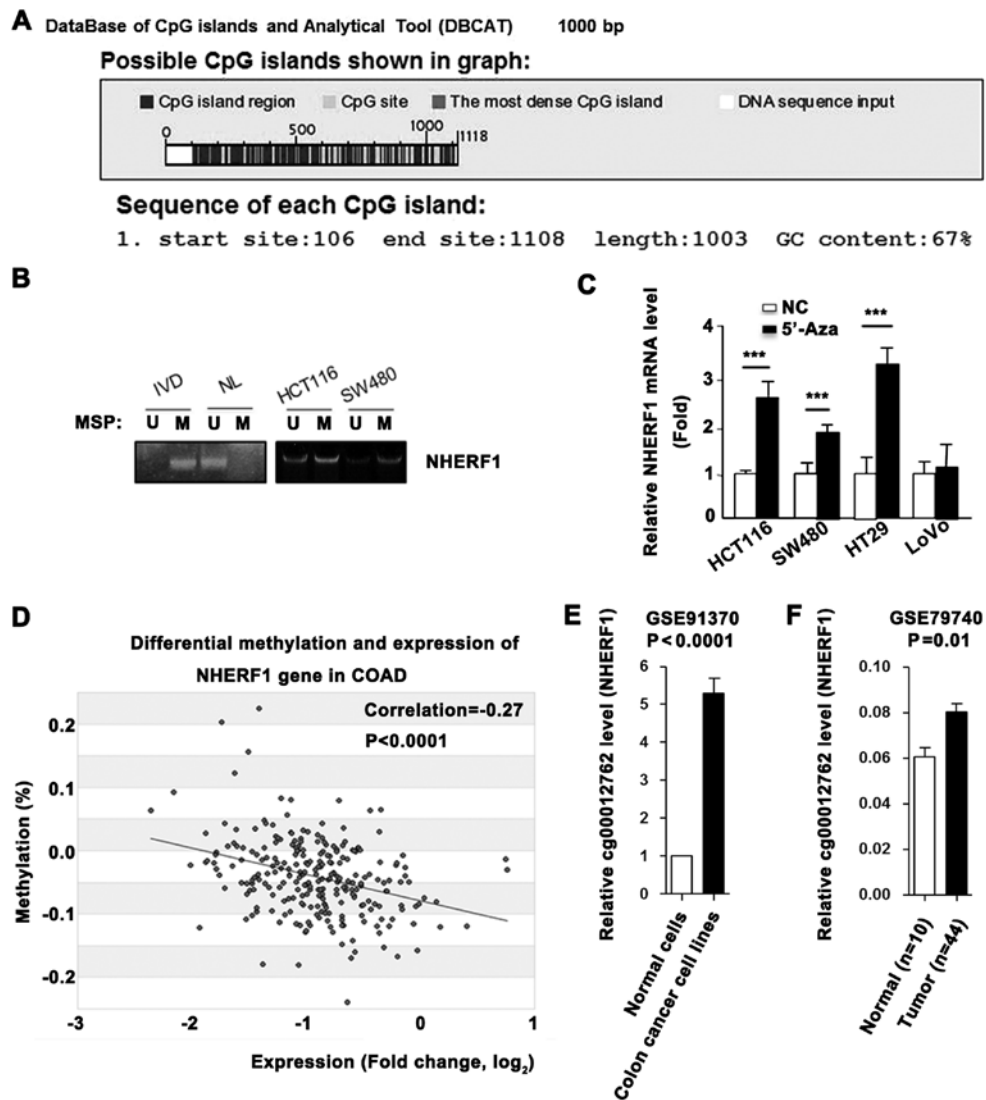 A DataBase of CpG islands and Analytical Tool (DBCAT) 1000 bp
Possible CpG islands shown in graph:
CpG island region CpG site The most dense CpG island DNA sequence input
0 500 1000 1118
Sequence of each CpG island:
1. start site:106 end site:1108 length:1003 GC content:67%
B
IVD NL HCT116 SW480
MSP: U M U M U M U M
NHERF1
C
NC
5'-Aza
Relative NHERF1 mRNA level
(Fold)
4
3
2
1
0
*** *** ***
HCT116 SW480 HT29 LoVo
D
Differential methylation and expression of
NHERF1 gene in COAD
Correlation=-0.27
P<0.0001
Methylation (%)
0.2
0.1
0.0
-0.1
-0.2
-3 -2 -1 0 1
Expression (Fold change, log₂)
E
GSE91370
P<0.0001
Relative cg00012762 level (NHERF1)
6
5
4
3
2
1
0
Normal cells
Colon cancer cell lines
F
GSE79740
P=0.01
Relative cg00012762 level (NHERF1)
0.10
0.08
0.06
0.04
0.02
0.00
Normal (n=10)
Tumor (n=44)